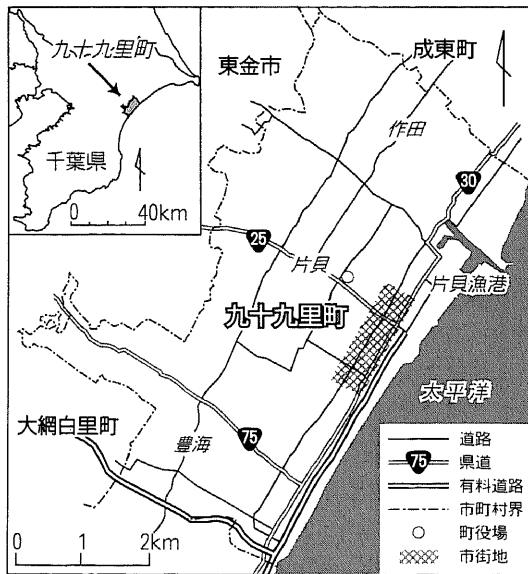 九十九里町
千葉県
0 40km
東金市
成東町
作田
30
25
片貝
片貝漁港
九十九里町
太平洋
大網白里町
豊海
75
0 1 2km
道路
75 県道
有料道路
市町村界
町役場
市街地